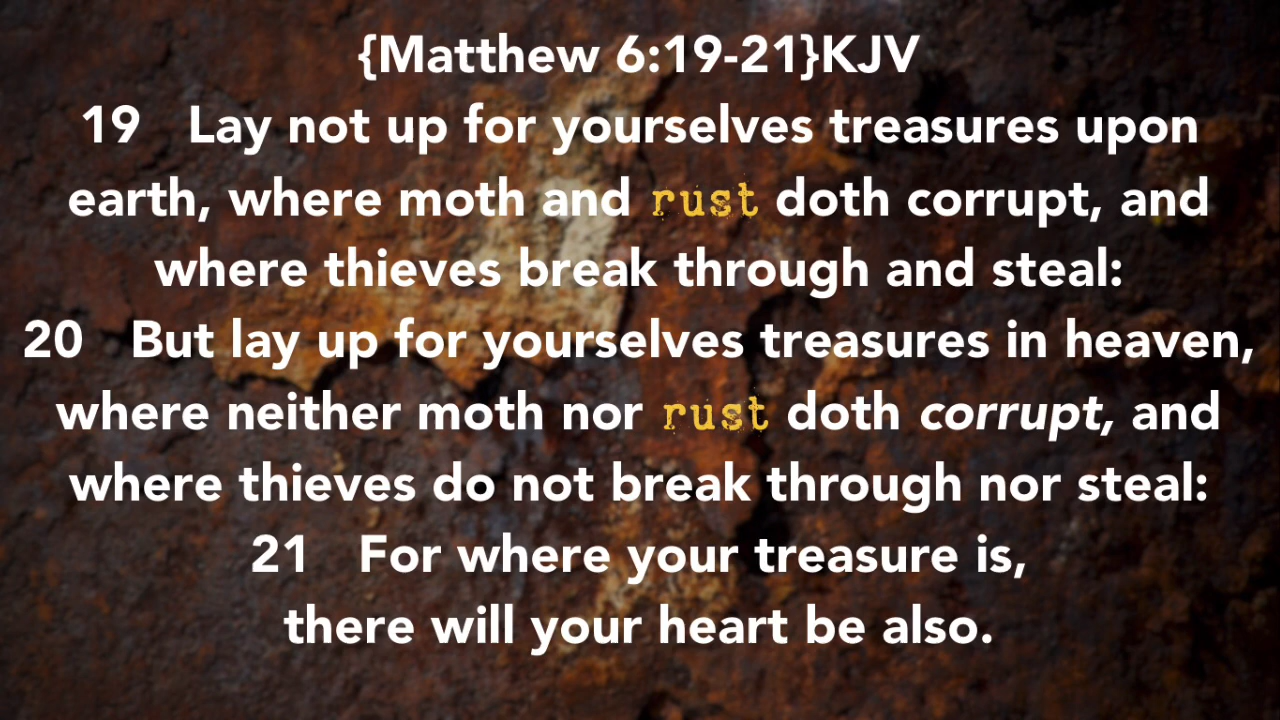 {Matthew 6:19-21}KJV
19 Lay not up for yourselves treasures upon
earth, where moth and rust doth corrupt, and
where thieves break through and steal:
20 But lay up for yourselves treasures in heaven,
where neither moth nor rust doth corrupt, and
where thieves do not break through nor steal:
21 For where your treasure is,
there will your heart be also.